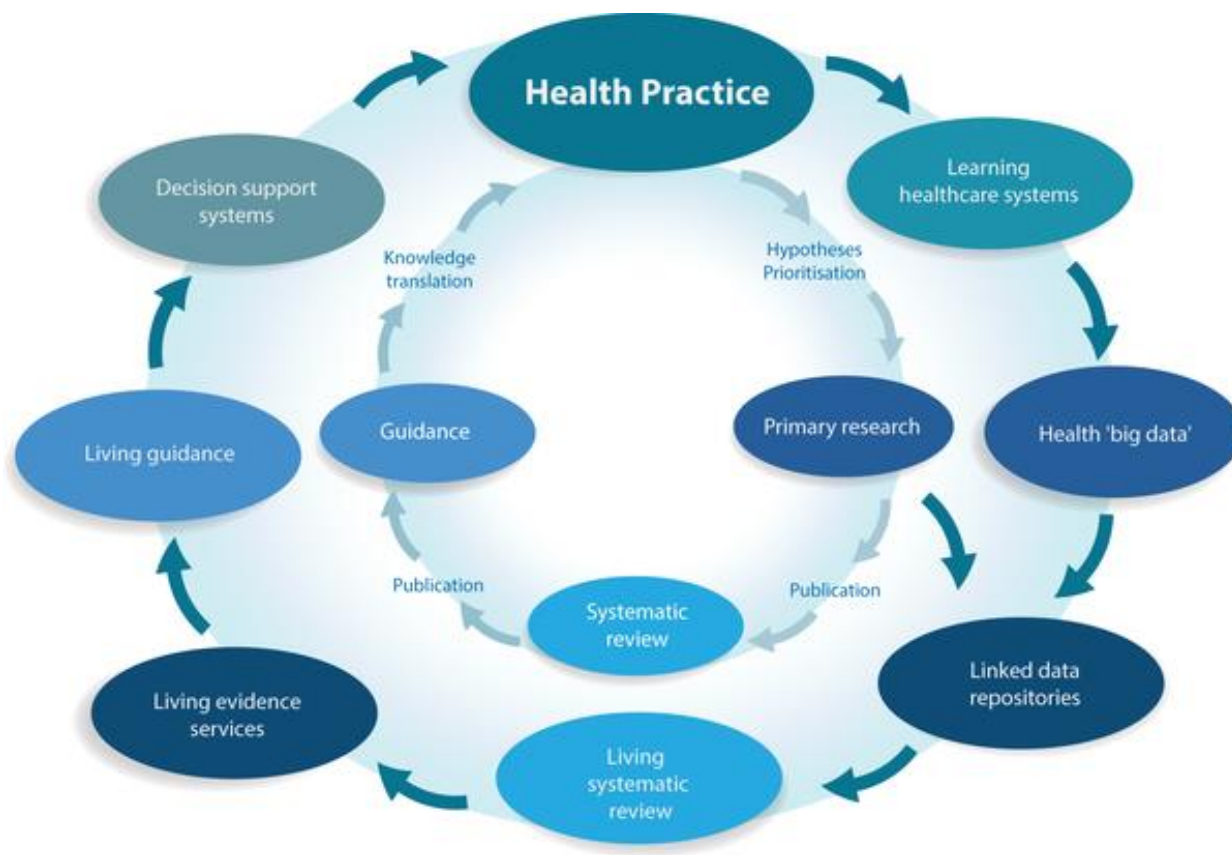 Health Practice
Learning
healthcare systems
Decision support
systems
Knowledge
translation
Hypotheses
Prioritisation
Living guidance
Guidance
Primary research
Health 'big data'
Publication
Systematic
review
Publication
Living evidence
services
Linked data
repositories
Living
systematic
review